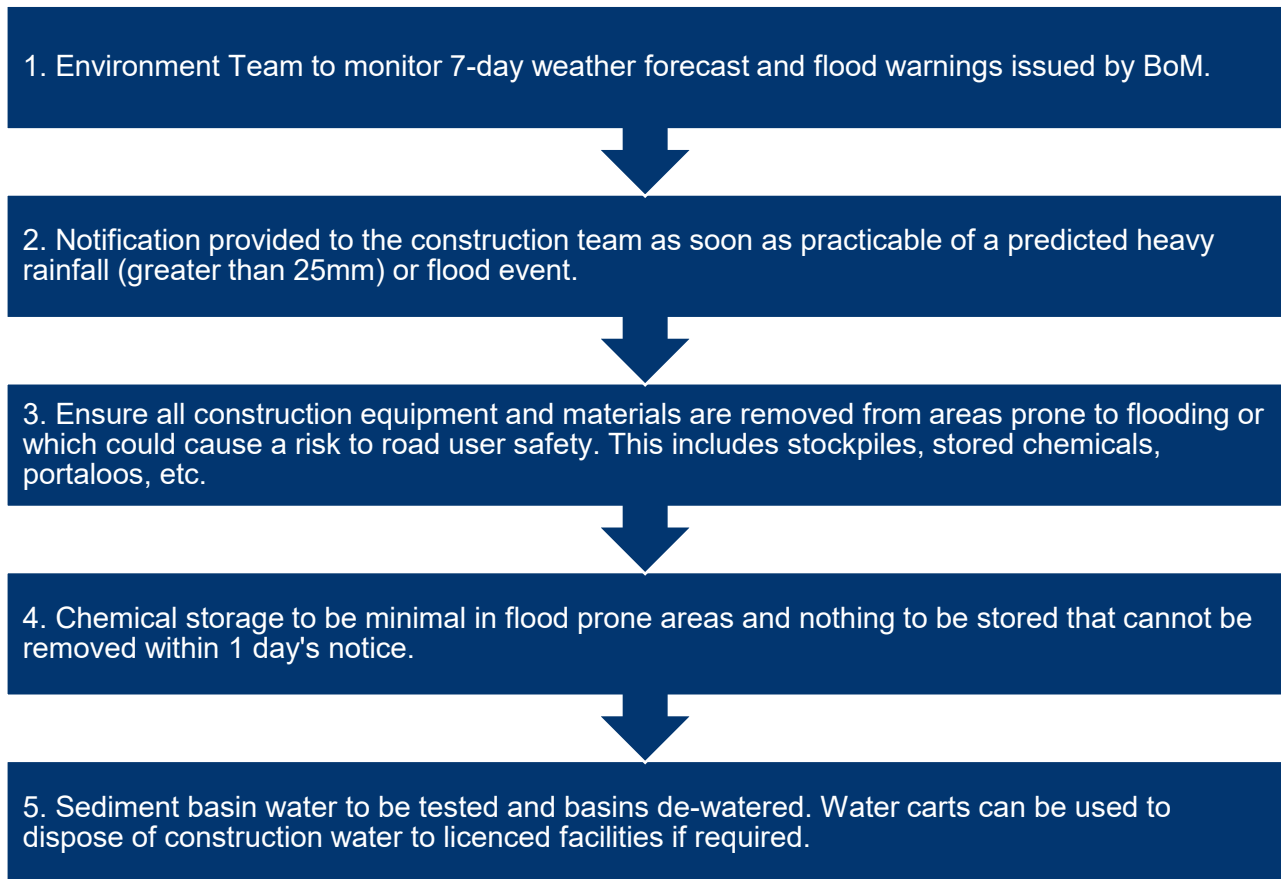 1. Environment Team to monitor 7-day weather forecast and flood warnings issued by BoM.
2. Notification provided to the construction team as soon as practicable of a predicted heavy
rainfall (greater than 25mm) or flood event.
3. Ensure all construction equipment and materials are removed from areas prone to flooding or
which could cause a risk to road user safety. This includes stockpiles, stored chemicals,
portaloos, etc.
4. Chemical storage to be minimal in flood prone areas and nothing to be stored that cannot be
removed within 1 day's notice.
5. Sediment basin water to be tested and basins de-watered. Water carts can be used to
dispose of construction water to licenced facilities if required.